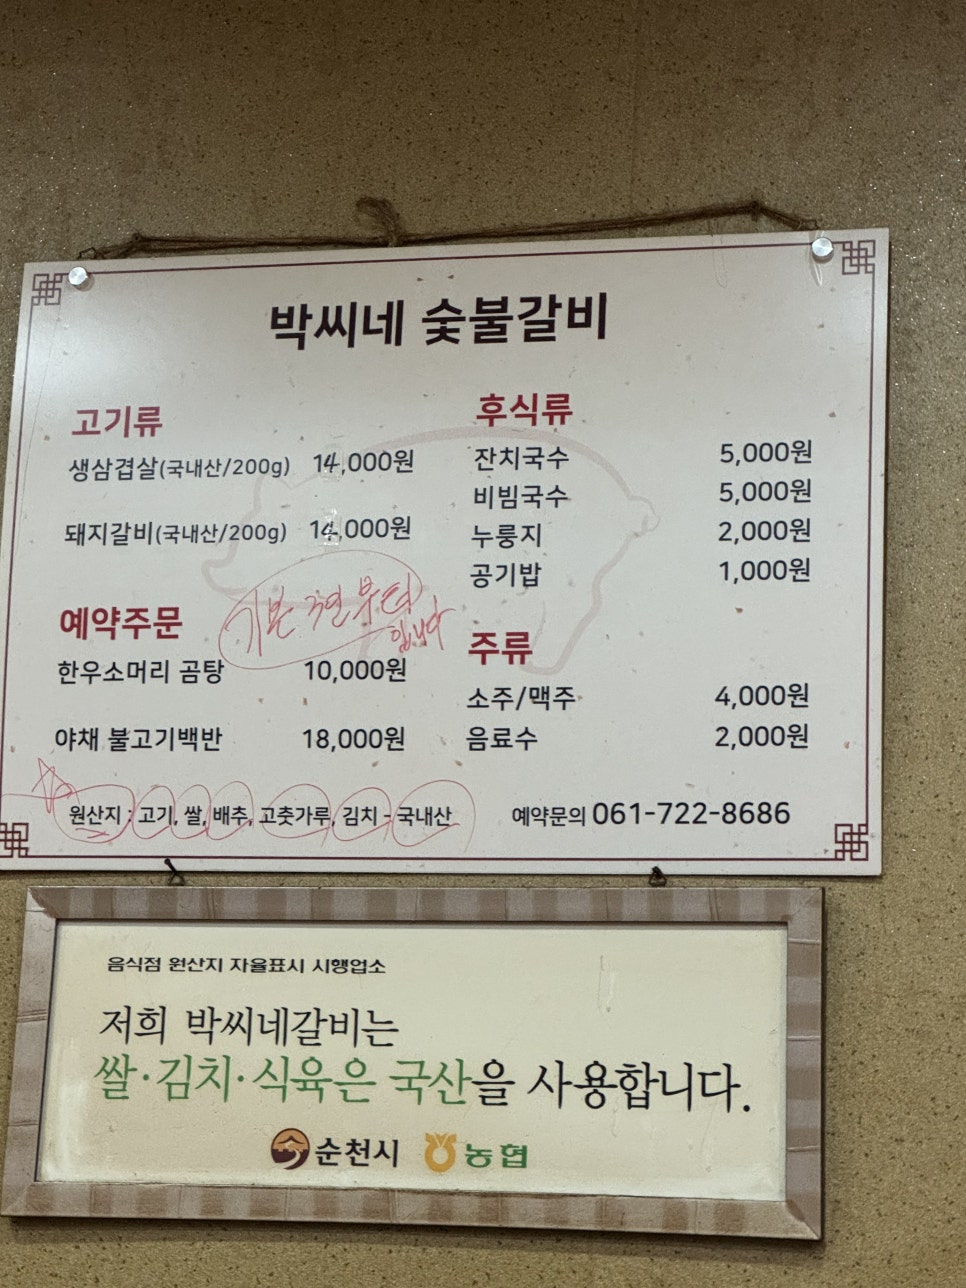 박씨네 숯불갈비
고기류
생삼겹살(국내산/200g) 14,000원
돼지갈비(국내산/200g) 14,000원
기본 3인 부탁
입니다
예약주문
한우소머리 곰탕 10,000원
야채 불고기백반 18,000원
후식류
잔치국수 5,000원
비빔국수 5,000원
누룽지 2,000원
공기밥 1,000원
주류
소주/맥주 4,000원
음료수 2,000원
원산지 : 고기, 쌀, 배추, 고춧가루, 김치 - 국내산
예약문의 061-722-8686
음식점 원산지 자율표시 시행업소
저희 박씨네갈비는
쌀·김치·식육은 국산을 사용합니다.
순천시 농협